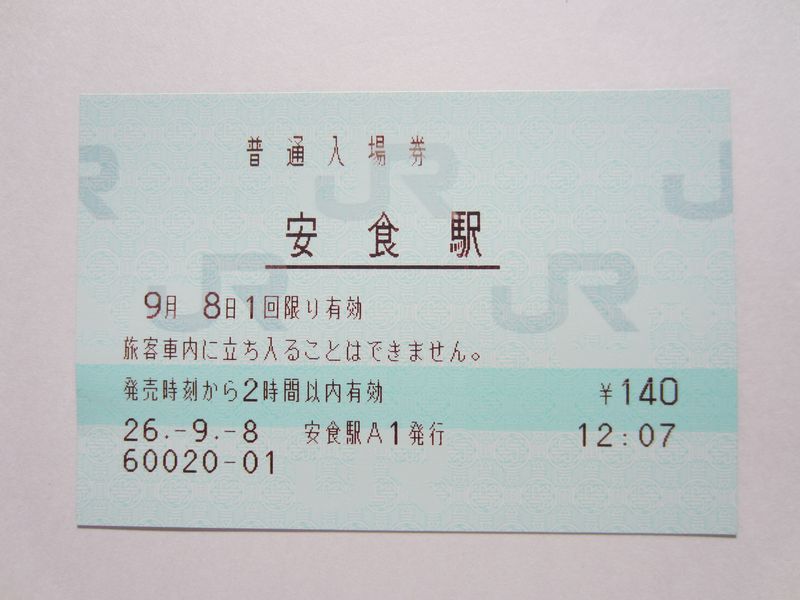 普通入場券
安食駅
9月 8日1回限り有効
旅客車内に立ち入ることはできません。
発売時刻から2時間以内有効 ¥140
26.-9.-8 安食駅A1発行 12:07
60020-01